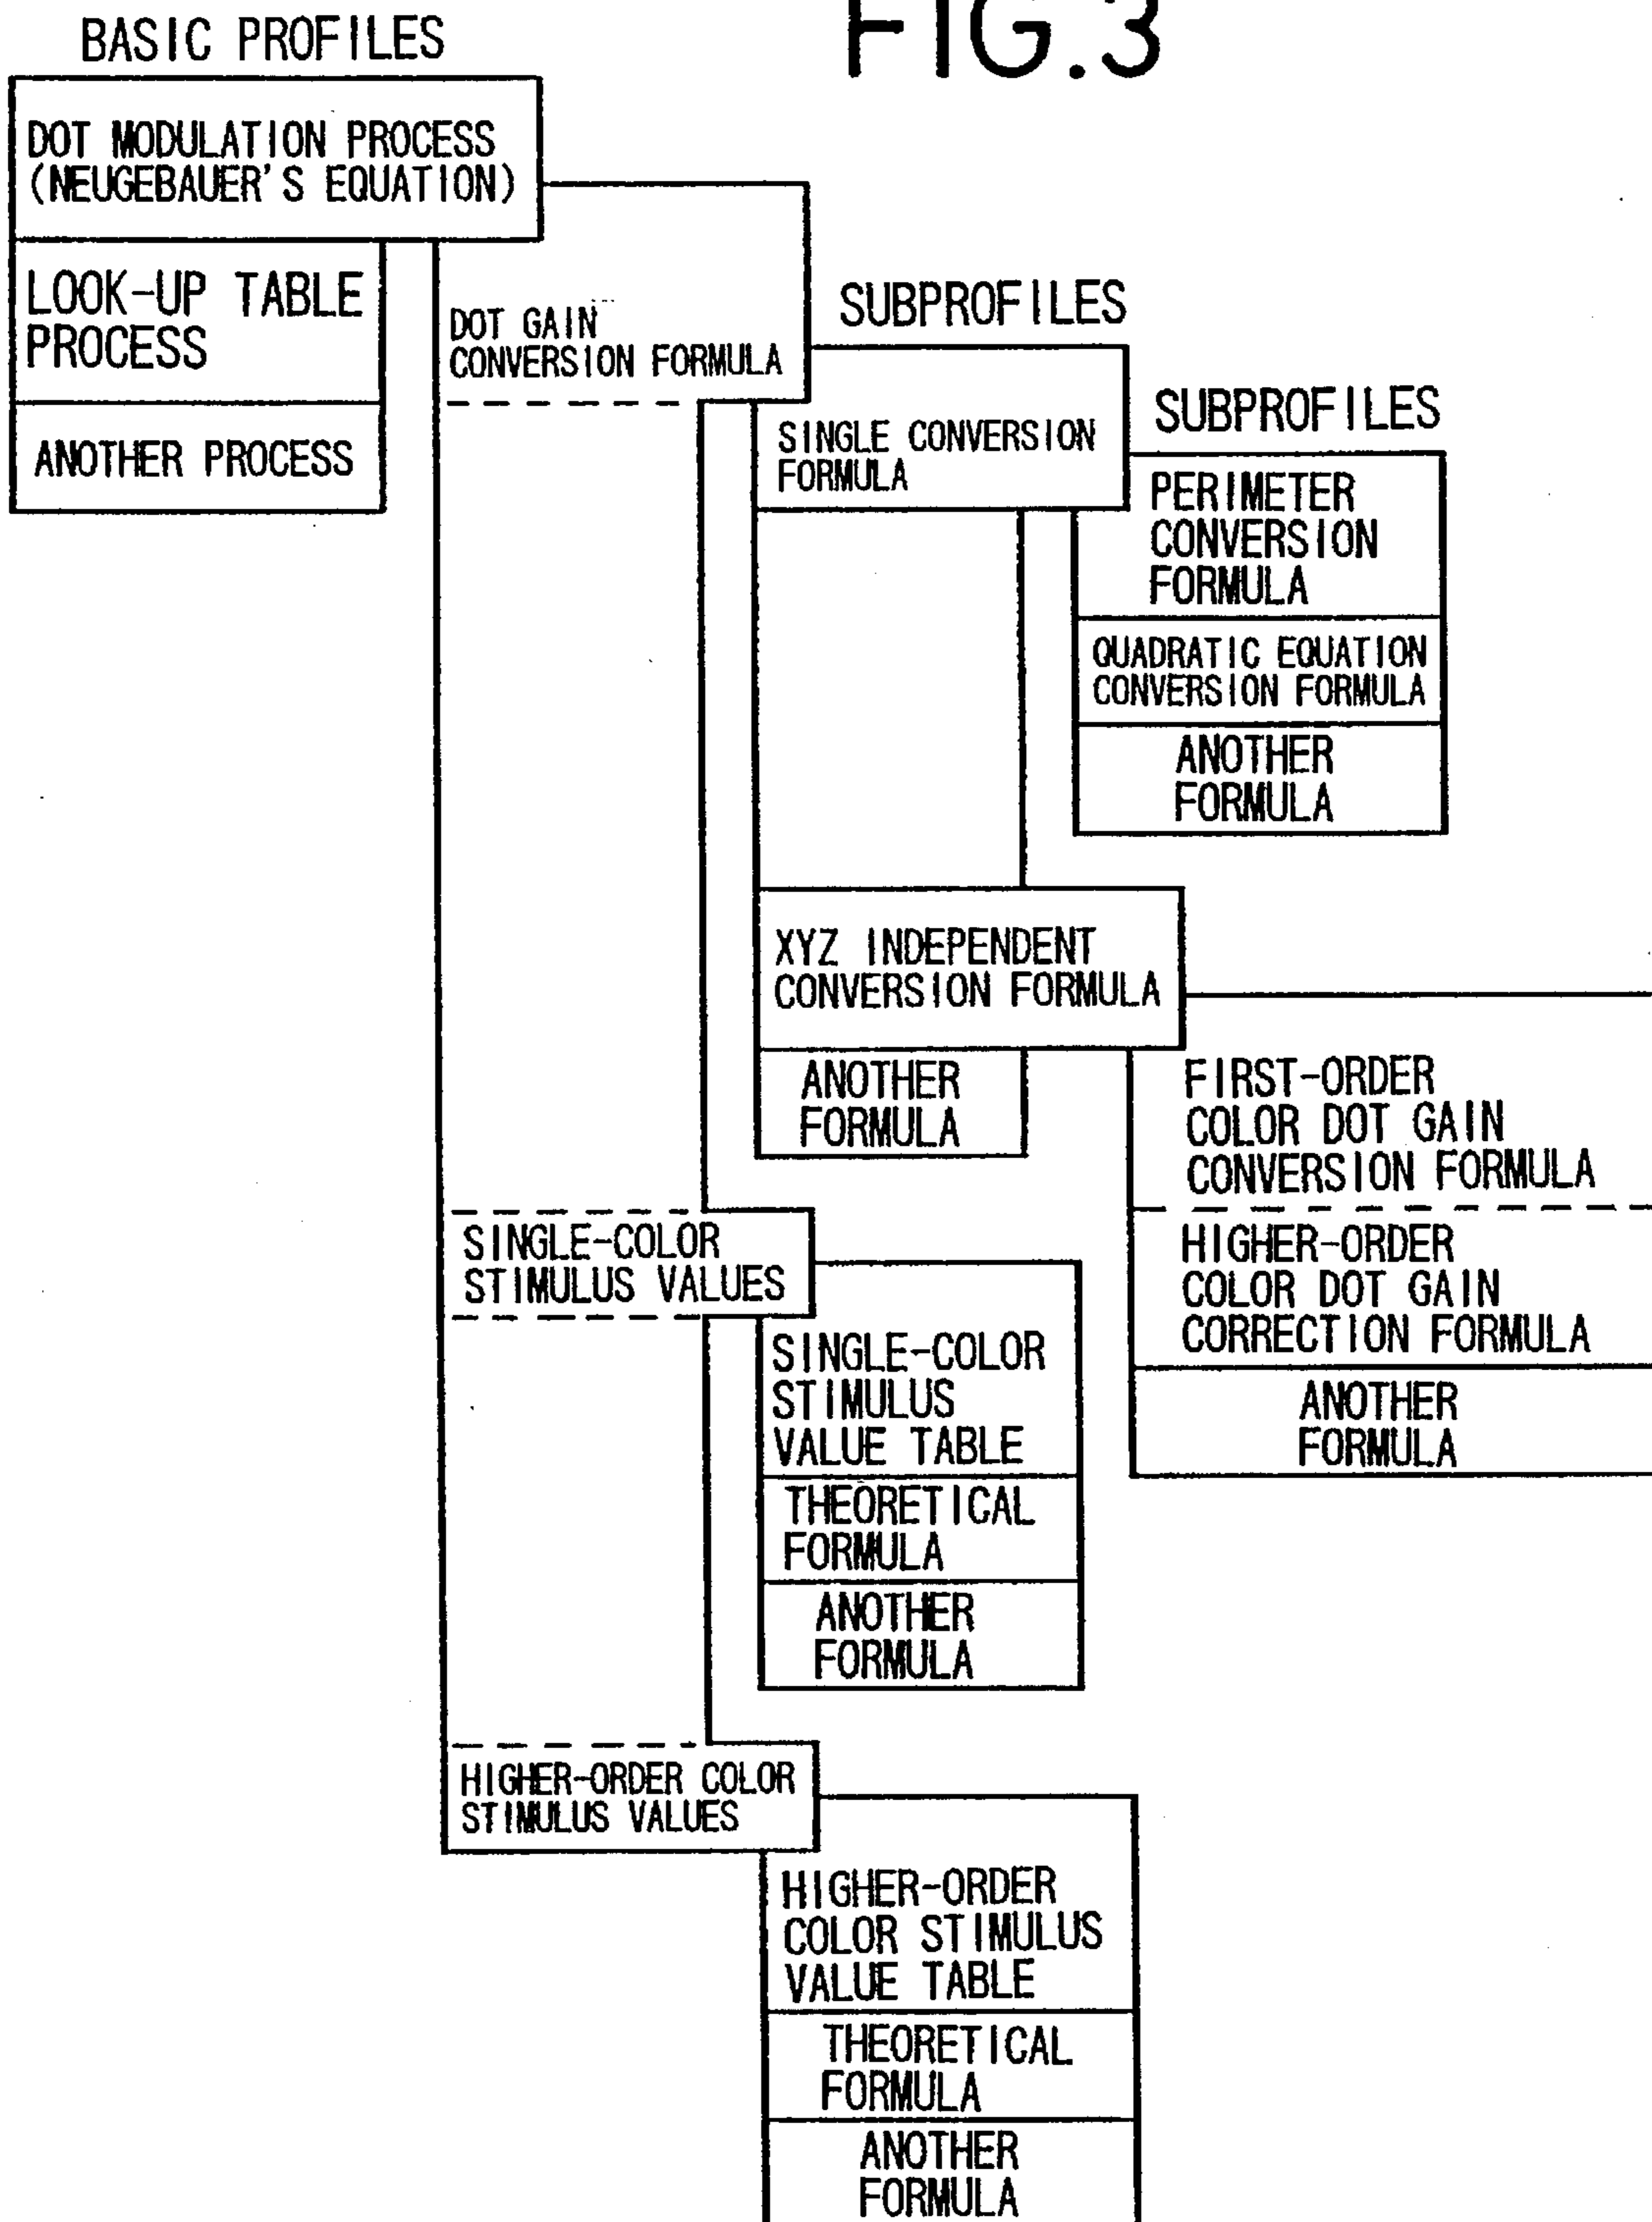 FIG.3
BASIC PROFILES
DOT MODULATION PROCESS
(NEUGEBAUER'S EQUATION)
LOOK-UP TABLE
PROCESS
ANOTHER PROCESS
DOT GAIN
CONVERSION FORMULA
SUBPROFILES
SINGLE CONVERSION
FORMULA
SUBPROFILES
PERIMETER
CONVERSION
FORMULA
QUADRATIC EQUATION
CONVERSION FORMULA
ANOTHER
FORMULA
XYZ INDEPENDENT
CONVERSION FORMULA
ANOTHER
FORMULA
FIRST-ORDER
COLOR DOT GAIN
CONVERSION FORMULA
HIGHER-ORDER
COLOR DOT GAIN
CORRECTION FORMULA
ANOTHER
FORMULA
SINGLE-COLOR
STIMULUS VALUES
SINGLE-COLOR
STIMULUS
VALUE TABLE
THEORETICAL
FORMULA
ANOTHER
FORMULA
HIGHER-ORDER COLOR
STIMULUS VALUES
HIGHER-ORDER
COLOR STIMULUS
VALUE TABLE
THEORETICAL
FORMULA
ANOTHER
FORMULA